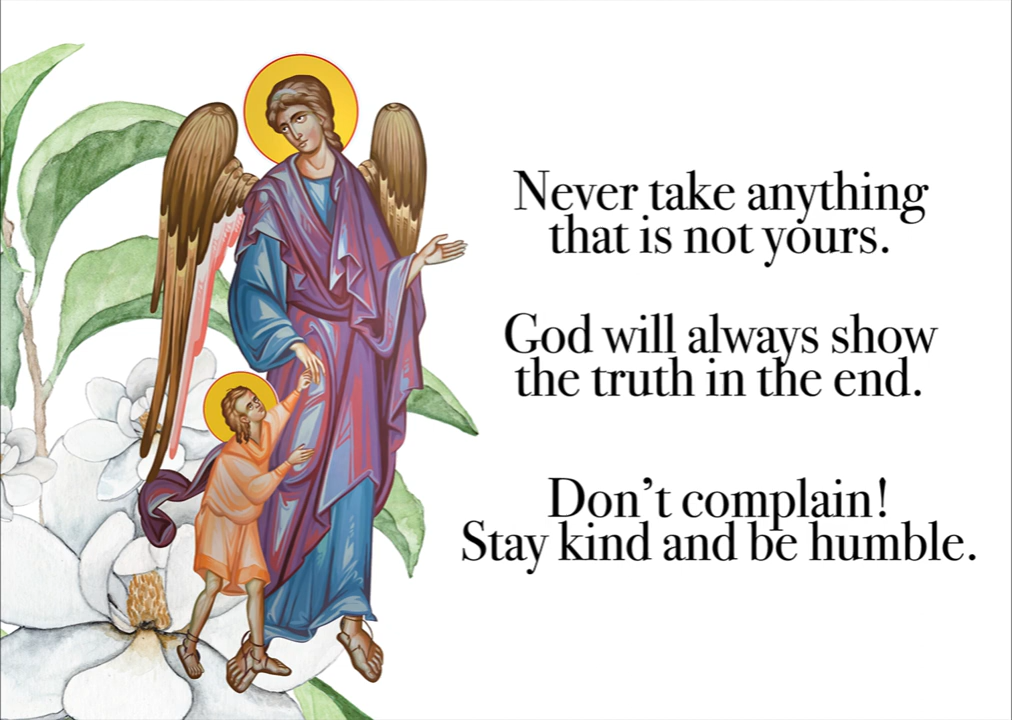 Never take anything
that is not yours.
God will always show
the truth in the end.
Don’t complain!
Stay kind and be humble.